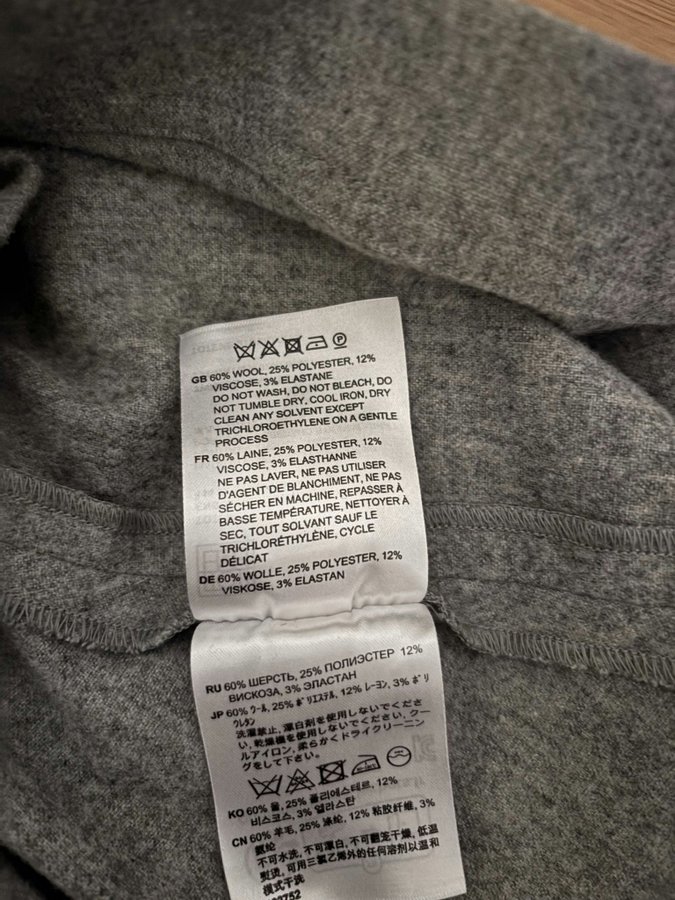 GB 60% WOOL, 25% POLYESTER, 12%
VISCOSE, 3% ELASTANE
DO NOT WASH, DO NOT BLEACH, DO
NOT TUMBLE DRY, COOL IRON, DRY
CLEAN ANY SOLVENT EXCEPT
TRICHLOROETHYLENE ON A GENTLE
PROCESS
FR 60% LAINE, 25% POLYESTER, 12%
VISCOSE, 3% ELASTHANNE
NE PAS LAVER, NE PAS UTILISER
D'AGENT DE BLANCHIMENT, NE PAS
SÉCHER EN MACHINE, REPASSER À
BASSE TEMPÉRATURE, NETTOYER À
SEC, TOUT SOLVANT SAUF LE
TRICHLORÉTHYLÈNE, CYCLE
DÉLICAT
DE 60% WOLLE, 25% POLYESTER, 12%
VISKOSE, 3% ELASTAN
RU 60% ШЕРСТЬ, 25% ПОЛИЭСТЕР 12%
ВИСКОЗА, 3% ЭЛАСТАН
JP 60% ウール, 25% ポリエステル, 12% レーヨン, 3% ポリ
ウレタン
洗濯禁止, 漂白剤を使用しないでくださ
い, 乾燥機を使用しないでください, クー
ルアイロン, 柔らかくドライクリーニン
グをして下さい。
KO 60% 울, 25% 폴리에스테르, 12%
비스코스, 3% 엘라스탄
CN 60% 羊毛, 25% 涤纶, 12% 粘胶纤维, 3%
氨纶
不可水洗, 不可漂白, 不可翻笼干燥, 低温
熨烫, 可用三氯乙烯外的任何溶剂以温和
模式干洗